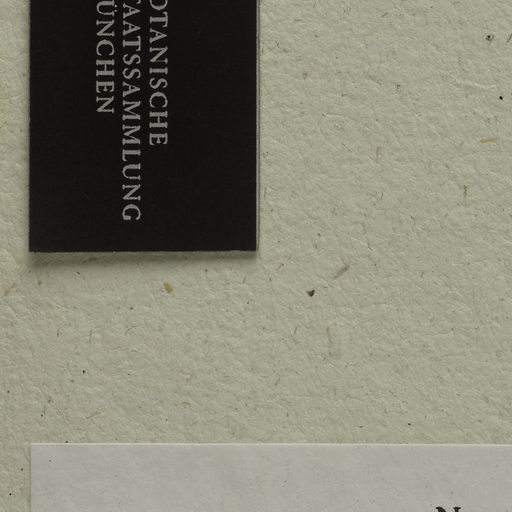 OTANISCHE
TAATSSAMMLUNG
ÜNCHEN
N